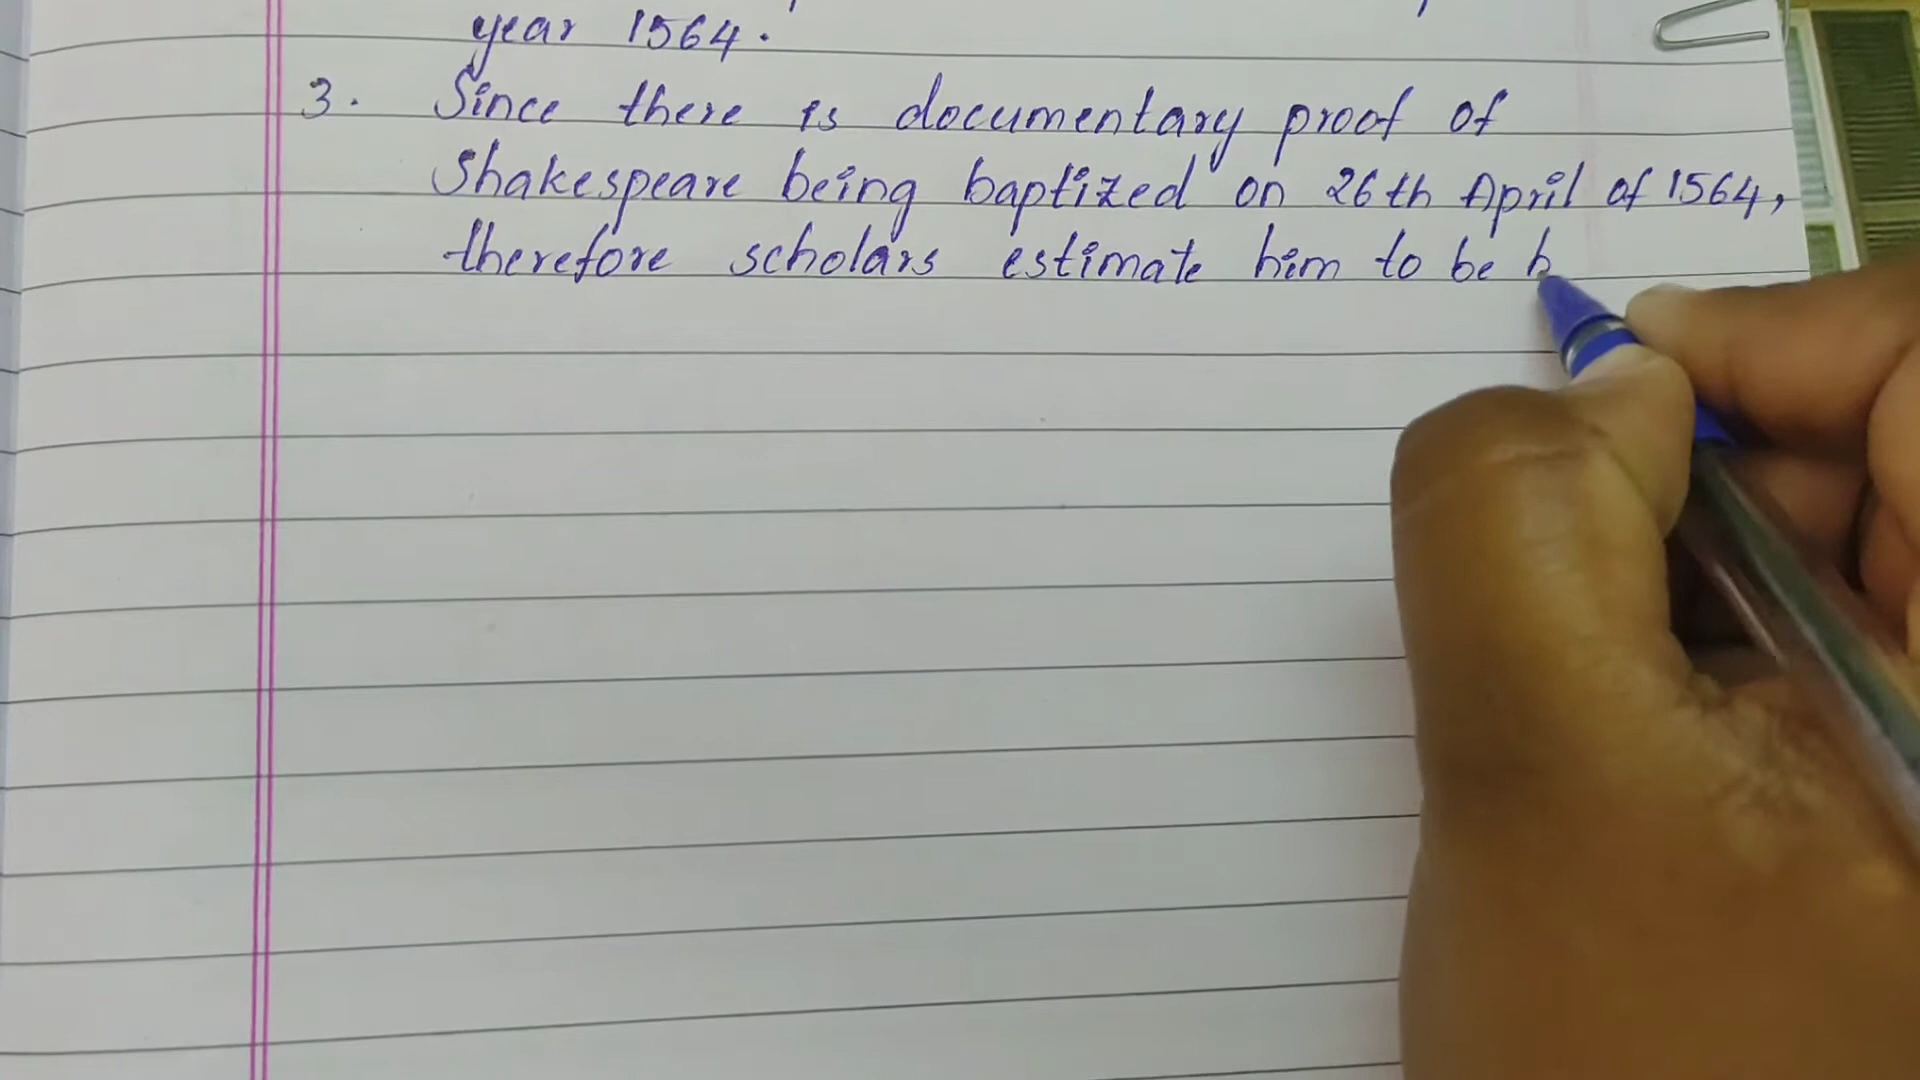 year 1564.
3. Since there is documentary proof of
Shakespeare being baptized on 26th April of 1564,
therefore scholars estimate him to be b